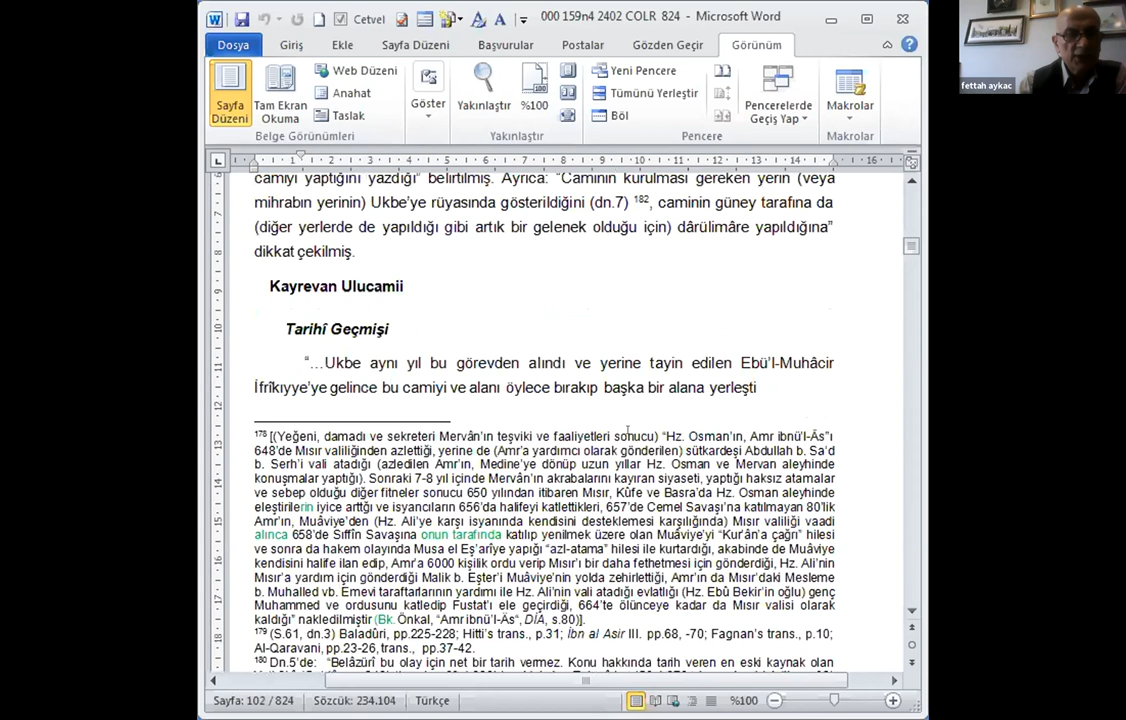 000 159n4 2402 COLR 824 - Microsoft Word
Cetvel
Dosya Giriş Ekle Sayfa Düzeni Başvurular Postalar Gözden Geçir Görünüm
Sayfa Düzeni
Tam Ekran Okuma
Web Düzeni
Anahat
Taslak
Göster
Yakınlaştır
%100
Yeni Pencere
Tümünü Yerleştir
Böl
Pencerelerde Geçiş Yap
Makrolar
Belge Görünümleri Yakınlaştır Pencere Makrolar
fettah aykac
1 2 3 4 5 6 7 8 9 10 11 12 13 14 16
camiyi yaptığını yazdığı” belirtilmiş. Ayrıca: “Caminin kurulması gereken yerin (veya
mihrabın yerinin) Ukbe’ye rüyasında gösterildiğini (dn.7) 182, caminin güney tarafına da
(diğer yerlerde de yapıldığı gibi artık bir gelenek olduğu için) dârülimâre yapıldığına”
dikkat çekilmiş.
Kayrevan Ulucamii
Tarihî Geçmişi
“…Ukbe aynı yıl bu görevden alındı ve yerine tayin edilen Ebü’l-Muhâcir
İfrîkıyye’ye gelince bu camiyi ve alanı öylece bırakıp başka bir alana yerleşti
178 [(Yeğeni, damadı ve sekreteri Mervân’ın teşviki ve faaliyetleri sonucu) “Hz. Osman’ın, Amr ibnü’l-Âs”ı
648’de Mısır valiliğinden azlettiği, yerine de (Amr’a yardımcı olarak gönderilen) sütkardeşi Abdullah b. Sa’d
b. Serh’i vali atadığı (azledilen Amr’ın, Medine’ye dönüp uzun yıllar Hz. Osman ve Mervan aleyhinde
konuşmalar yaptığı). Sonraki 7-8 yıl içinde Mervân’ın akrabalarını kayıran siyaseti, yaptığı haksız atamalar
ve sebep olduğu diğer fitneler sonucu 650 yılından itibaren Mısır, Kûfe ve Basra’da Hz. Osman aleyhinde
eleştirilerin iyice arttğı ve isyancıların 656’da halifeyi katlettikleri, 657’de Cemel Savaşı’na katılmayan 80’lik
Amr’ın, Muâviye’den (Hz. Ali’ye karşı isyanında kendisini desteklemesi karşılığında) Mısır valiliği vaadi
alınca 658’de Sıffîn Savaşına onun tarafında katılıp yenilmek üzere olan Muâviye’yi “Kur’ân’a çağrı” hilesi
ve sonra da hakem olayında Musa el Eş’arîye yapığı “azl-atama” hilesi ile kurtardığı, akabinde de Muâviye
kendisini halife ilan edip, Amr’a 6000 kişilik ordu verip Mısır’ı bir daha fethetmesi için gönderdiği, Hz. Ali’nin
Mısır’a yardım için gönderdiği Malik b. Eşter’i Muâviye’nin yolda zehirlettiği, Amr’ın da Mısır’daki Mesleme
b. Muhalled vb. Emevi taraftarlarının yardımı ile Hz. Ali’nin vali atadığı evlatlığı (Hz. Ebû Bekir’in oğlu) genç
Muhammed ve ordusunu katledip Fustat’ı ele geçirdiği, 664’te ölünceye kadar da Mısır valisi olarak
kaldığı” nakledilmiştir (Bk. Önkal, “Amr ibnü’l-Âs“, DİA, s.80)].
179 (S.61, dn.3) Baladûri, pp.225-228; Hitti’s trans., p.31; İbn al Asir III. pp.68, -70; Fagnan’s trans., p.10;
Al-Qaravani, pp.23-26, trans., pp.37-42.
180 Dn.5’de: “Belâzürî bu olay için net bir tarih vermez. Konu hakkında tarih veren en eski kaynak olan
Sayfa: 102 / 824 Sözcük: 234.104 Türkçe %100